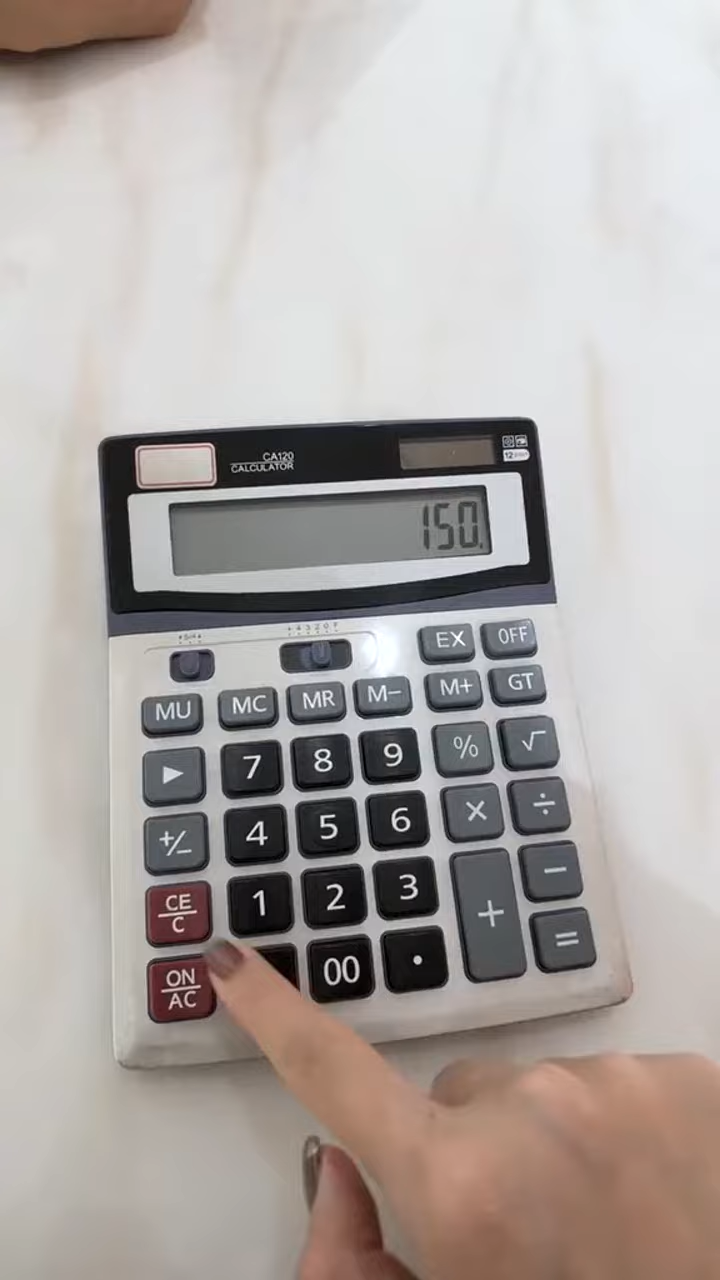 CA120
CALCULATOR
12
150.
EX OFF
MU MC MR M− M+ GT
▶ 7 8 9 % √
+/− 4 5 6 × ÷
CE/C 1 2 3 + −
ON/AC 00 . =